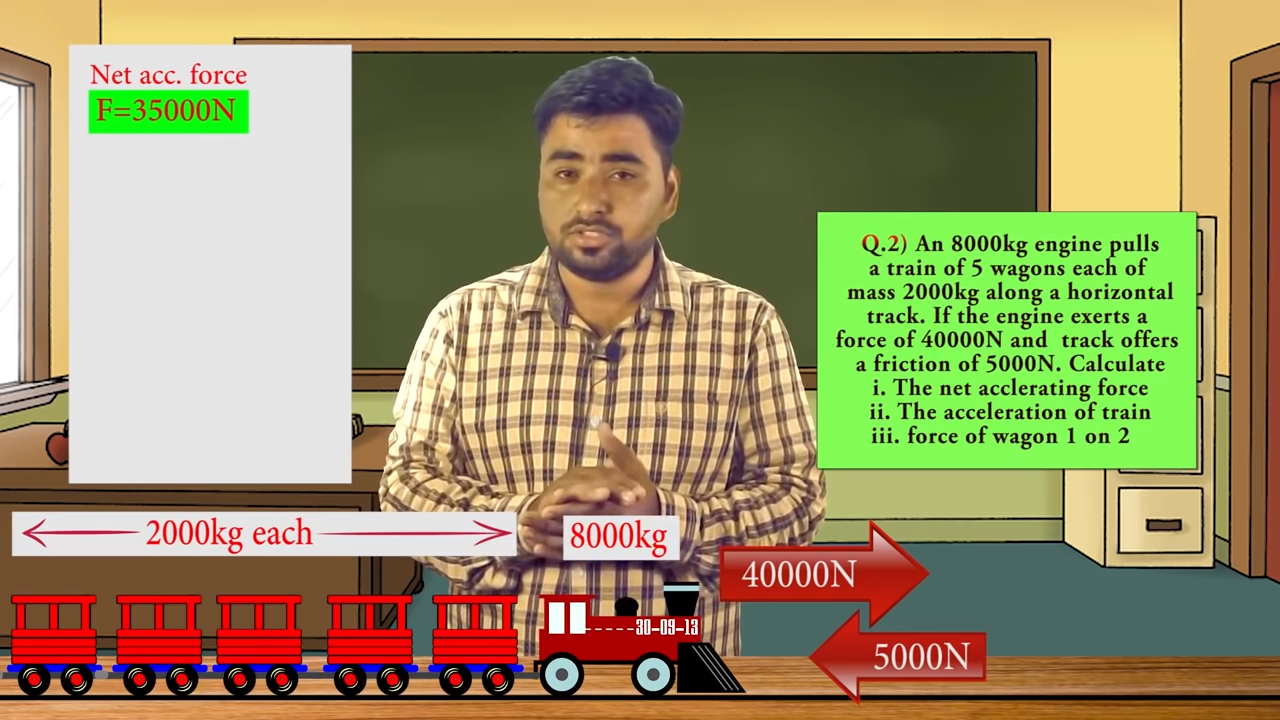 Net acc. force
F=35000N
Q.2) An 8000kg engine pulls
a train of 5 wagons each of
mass 2000kg along a horizontal
track. If the engine exerts a
force of 40000N and track offers
a friction of 5000N. Calculate
i. The net acclerating force
ii. The acceleration of train
iii. force of wagon 1 on 2
2000kg each
8000kg
40000N
30-09-13
5000N